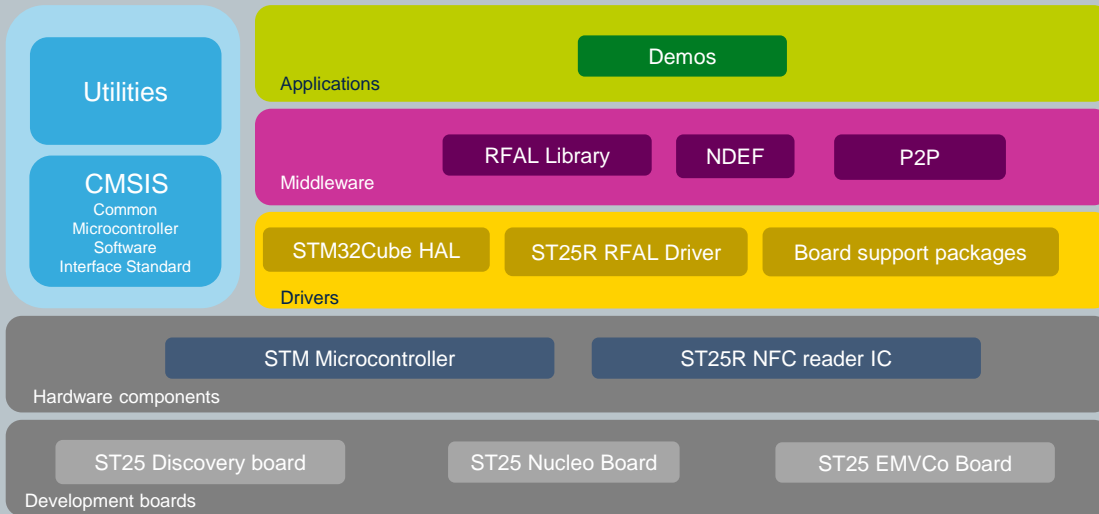 Utilities
CMSIS
Common
Microcontroller
Software
Interface Standard
Demos
Applications
RFAL Library
NDEF
P2P
Middleware
STM32Cube HAL
ST25R RFAL Driver
Board support packages
Drivers
STM Microcontroller
ST25R NFC reader IC
Hardware components
ST25 Discovery board
ST25 Nucleo Board
ST25 EMVCo Board
Development boards